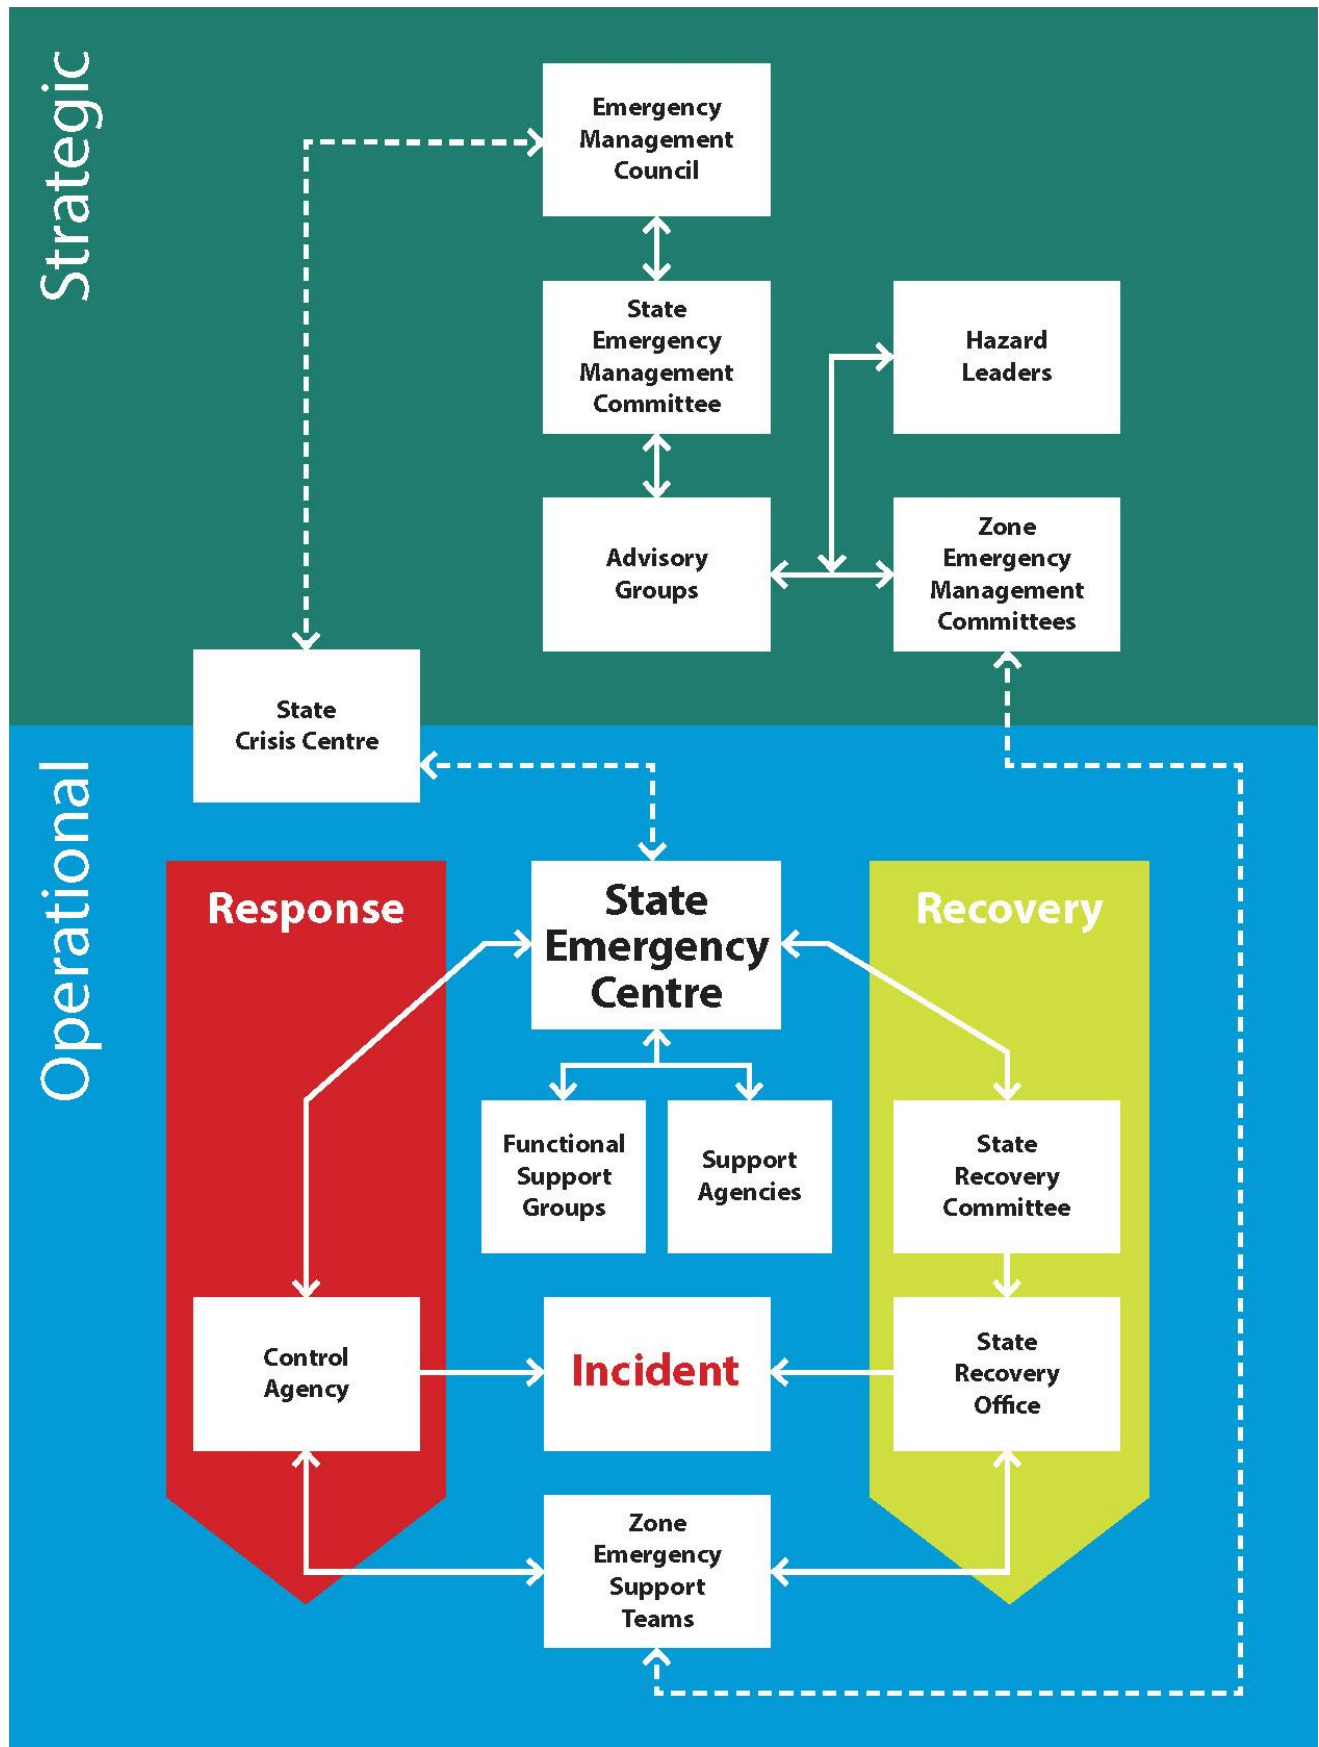 Strategic
Emergency
Management
Council
State
Emergency
Management
Committee
Hazard
Leaders
Advisory
Groups
Zone
Emergency
Management
Committees
State
Crisis Centre
Operational
Response
State
Emergency
Centre
Recovery
Functional
Support
Groups
Support
Agencies
State
Recovery
Committee
Control
Agency
Incident
State
Recovery
Office
Zone
Emergency
Support
Teams